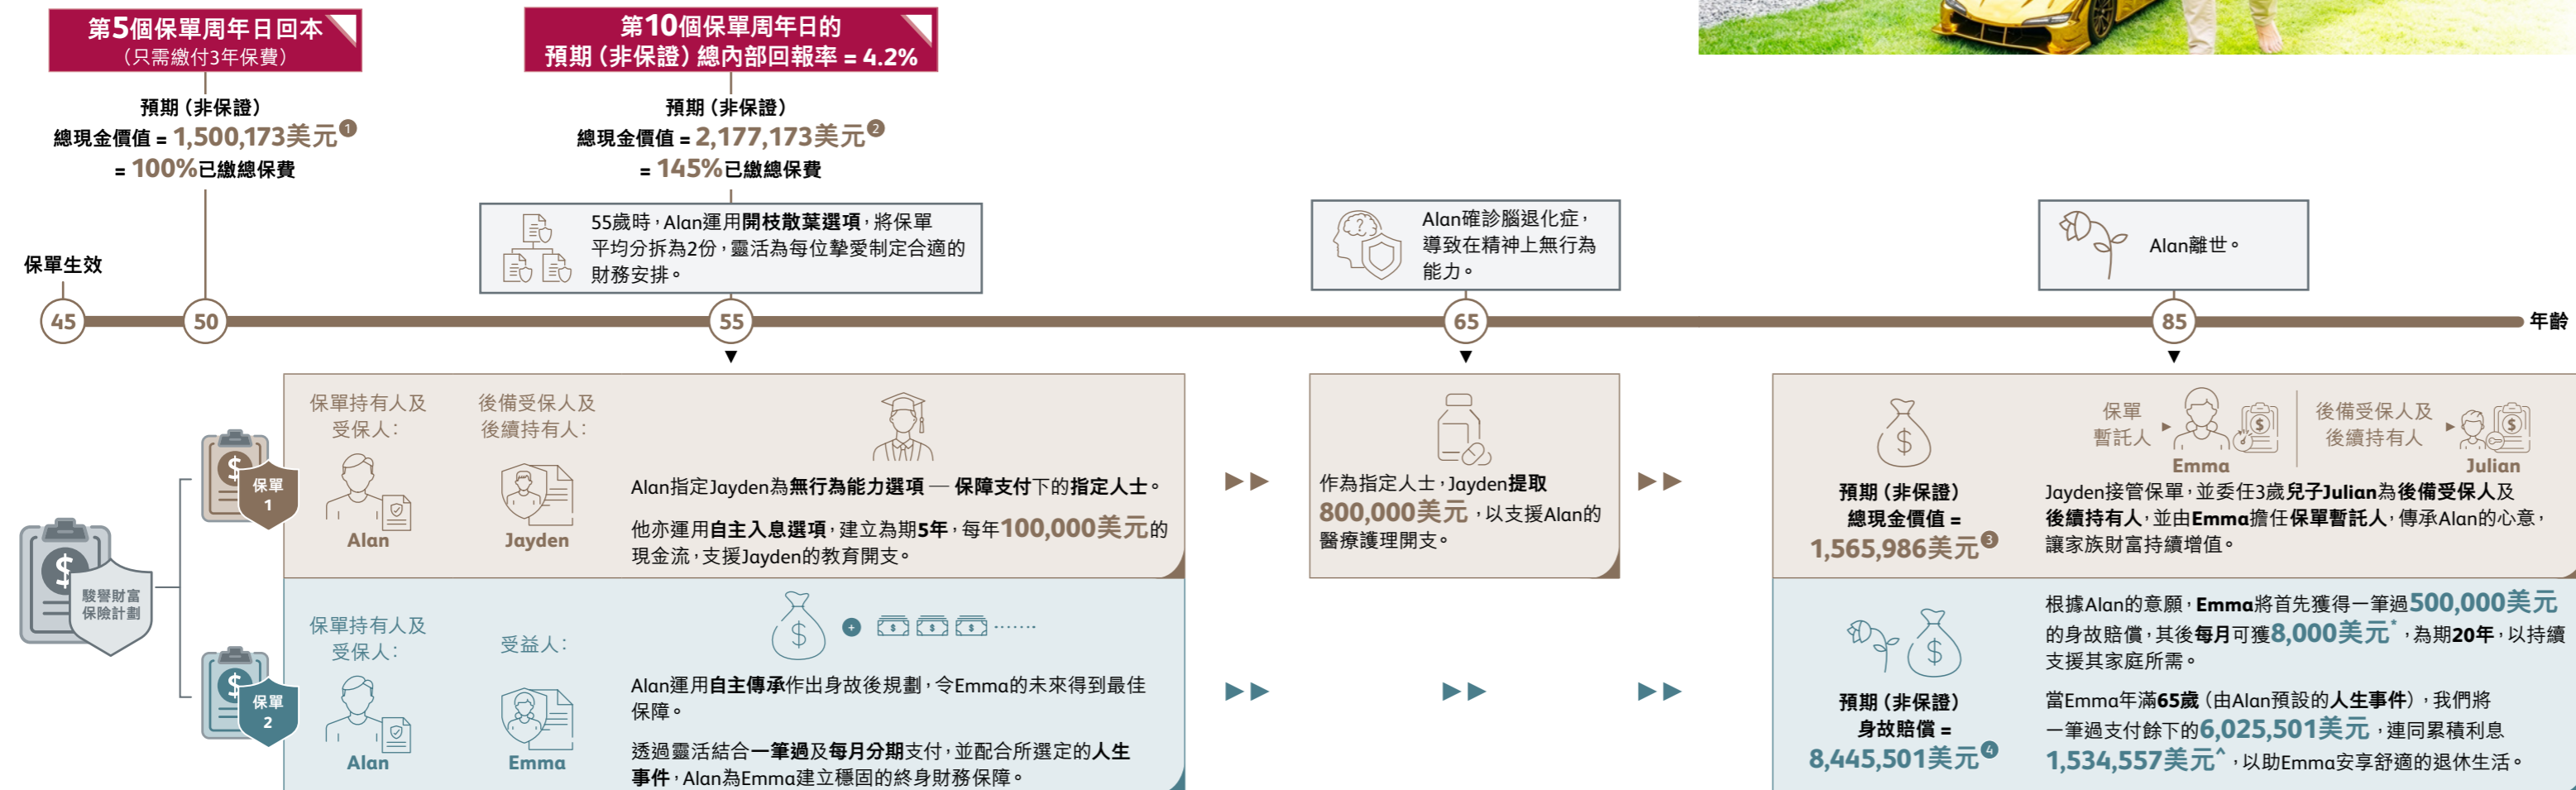 第5個保單周年日回本
（只需繳付3年保費）
預期（非保證）
總現金價值 = 1,500,173美元❶
= 100%已繳總保費
第10個保單周年日的
預期（非保證）總內部回報率 = 4.2%
預期（非保證）
總現金價值 = 2,177,173美元❷
= 145%已繳總保費
55歲時，Alan運用開枝散葉選項，將保單
平均分拆為2份，靈活為每位摯愛制定合適的
財務安排。
Alan確診腦退化症，
導致在精神上無行為
能力。
Alan離世。
保單生效
45
50
55
65
85
年齡
駿譽財富
保險計劃
保單
1
保單持有人及
受保人：
Alan
後備受保人及
後續持有人：
Jayden
Alan指定Jayden為無行為能力選項 — 保障支付下的指定人士。
他亦運用自主入息選項，建立為期5年，每年100,000美元的
現金流，支援Jayden的教育開支。
作為指定人士，Jayden提取
800,000美元，以支援Alan的
醫療護理開支。
預期（非保證）
總現金價值 =
1,565,986美元❸
保單
暫託人
Emma
後備受保人及
後續持有人
Julian
Jayden接管保單，並委任3歲兒子Julian為後備受保人及
後續持有人，並由Emma擔任保單暫託人，傳承Alan的心意，
讓家族財富持續增值。
保單
2
保單持有人及
受保人：
Alan
受益人：
Emma
Alan運用自主傳承作出身故後規劃，令Emma的未來得到最佳
保障。
透過靈活結合一筆過及每月分期支付，並配合所選定的人生
事件，Alan為Emma建立穩固的終身財務保障。
預期（非保證）
身故賠償 =
8,445,501美元❹
根據Alan的意願，Emma將首先獲得一筆過500,000美元
的身故賠償，其後每月可獲8,000美元*，為期20年，以持續
支援其家庭所需。
當Emma年滿65歲（由Alan預設的人生事件），我們將
一筆過支付餘下的6,025,501美元，連同累積利息
1,534,557美元^，以助Emma安享舒適的退休生活。